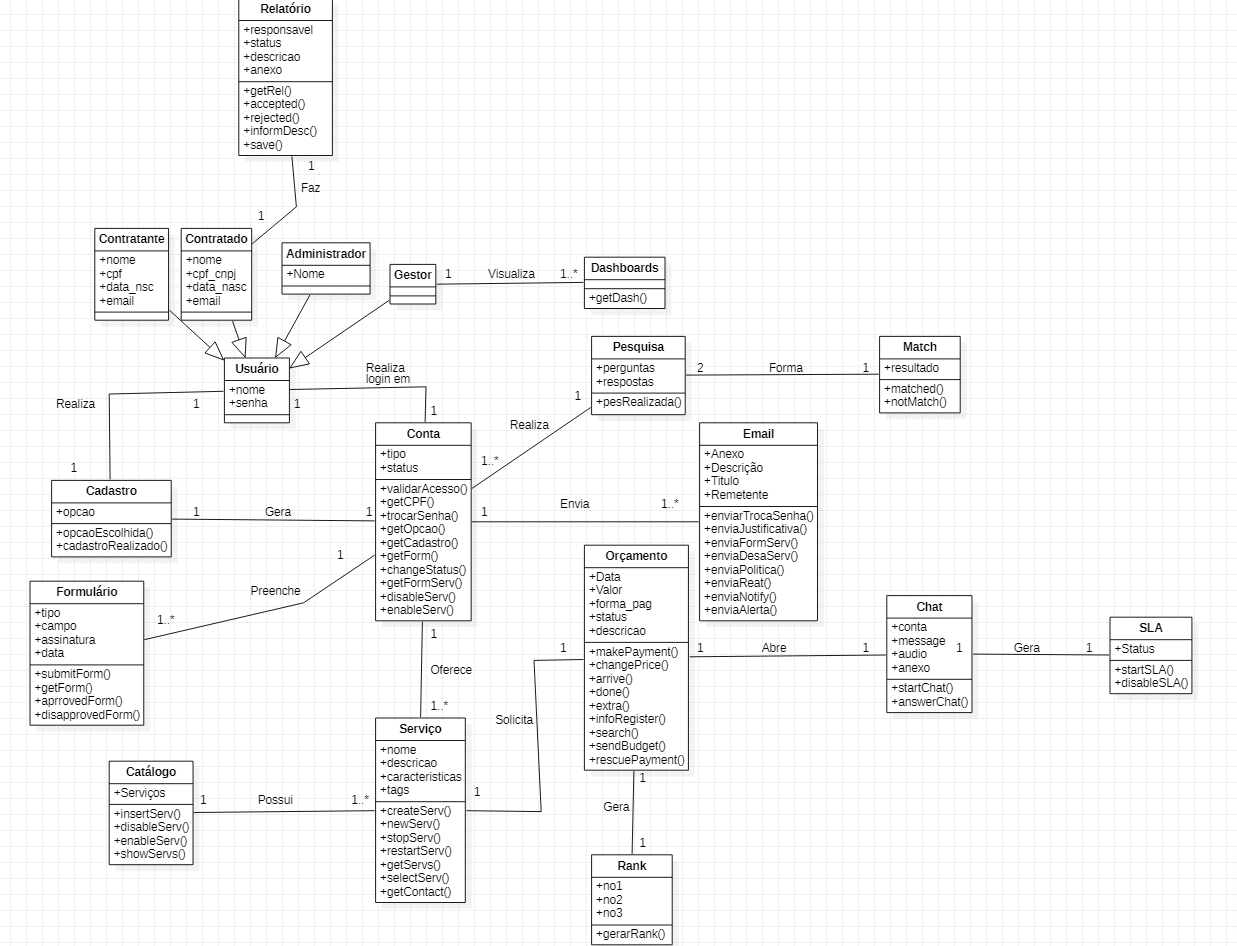 Relatório
+responsavel
+status
+descricao
+anexo
+getRel()
+accepted()
+rejected()
+informDesc()
+save()
1
Faz
1
Contratante
+nome
+cpf
+data_nsc
+email
Contratado
+nome
+cpf_cnpj
+data_nasc
+email
Administrador
+Nome
Gestor
1
Visualiza
1..*
Dashboards
+getDash()
Usuário
+nome
+senha
Realiza
login em
1
1
Realiza
1
1
Pesquisa
+perguntas
+respostas
+pesRealizada()
2
Forma
1
Match
+resultado
+matched()
+notMatch()
Conta
+tipo
+status
+validarAcesso()
+getCPF()
+trocarSenha()
+getOpcao()
+getCadastro()
+getForm()
+changeStatus()
+getFormServ()
+disableServ()
+enableServ()
1
Realiza
1..*
Email
+Anexo
+Descrição
+Titulo
+Remetente
+enviarTrocaSenha()
+enviaJustificativa()
+enviaFormServ()
+enviaDesaServ()
+enviaPolitica()
+enviaReat()
+enviaNotify()
+enviaAlerta()
1
Envia
1..*
Cadastro
+opcao
+opcaoEscolhida()
+cadastroRealizado()
1
Gera
1
1
Preenche
1..*
Formulário
+tipo
+campo
+assinatura
+data
+submitForm()
+getForm()
+aprrovedForm()
+disapprovedForm()
Orçamento
+Data
+Valor
+forma_pag
+status
+descricao
+makePayment()
+changePrice()
+arrive()
+done()
+extra()
+infoRegister()
+search()
+sendBudget()
+rescuePayment()
1
Abre
1
Chat
+conta
+message
+audio
+anexo
+startChat()
+answerChat()
1
Gera
1
SLA
+Status
+startSLA()
+disableSLA()
1
Oferece
1..*
1
Solicita
1
Serviço
+nome
+descricao
+caracteristicas
+tags
+createServ()
+newServ()
+stopServ()
+restartServ()
+getServs()
+selectServ()
+getContact()
Catálogo
+Serviços
+insertServ()
+disableServ()
+enableServ()
+showServs()
1
Possui
1..*
1
Gera
1
Rank
+no1
+no2
+no3
+gerarRank()